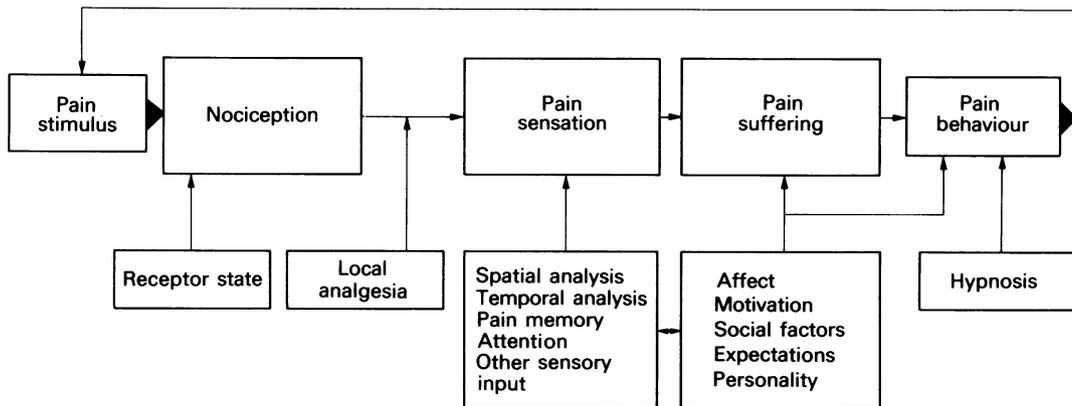 Pain
stimulus
Nociception
Pain
sensation
Pain
suffering
Pain
behaviour
Receptor state
Local
analgesia
Spatial analysis
Temporal analysis
Pain memory
Attention
Other sensory
input
Affect
Motivation
Social factors
Expectations
Personality
Hypnosis